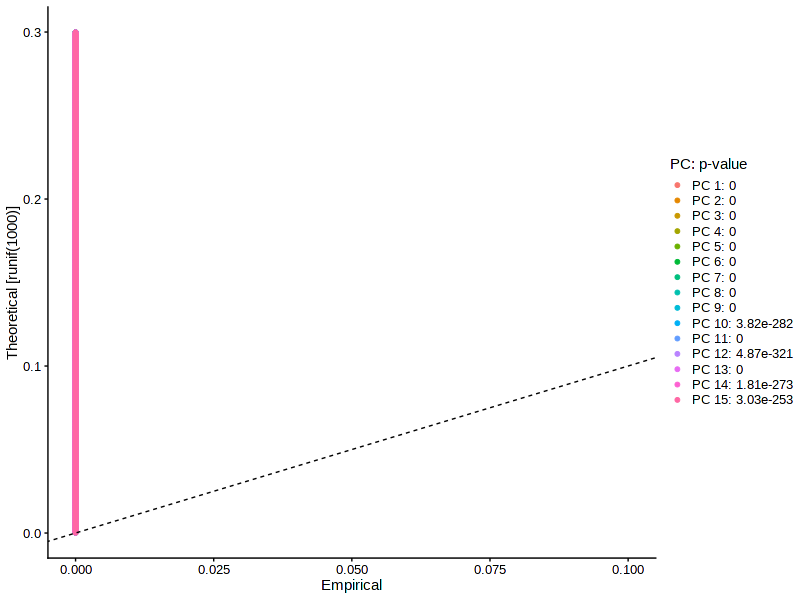 0.3
0.2
0.1
0.0
Theoretical [runif(1000)]
0.000 0.025 0.050 0.075 0.100
Empirical
PC: p-value
PC 1: 0
PC 2: 0
PC 3: 0
PC 4: 0
PC 5: 0
PC 6: 0
PC 7: 0
PC 8: 0
PC 9: 0
PC 10: 3.82e-282
PC 11: 0
PC 12: 4.87e-321
PC 13: 0
PC 14: 1.81e-273
PC 15: 3.03e-253